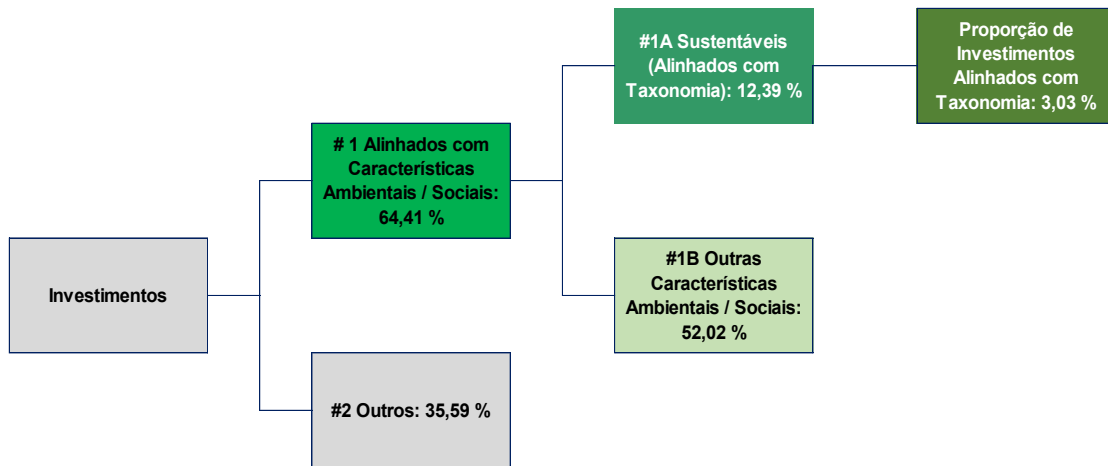 Investimentos
# 1 Alinhados com
Características
Ambientais / Sociais:
64,41 %
#2 Outros: 35,59 %
#1A Sustentáveis
(Alinhados com
Taxonomia): 12,39 %
#1B Outras
Características
Ambientais / Sociais:
52,02 %
Proporção de
Investimentos
Alinhados com
Taxonomia: 3,03 %